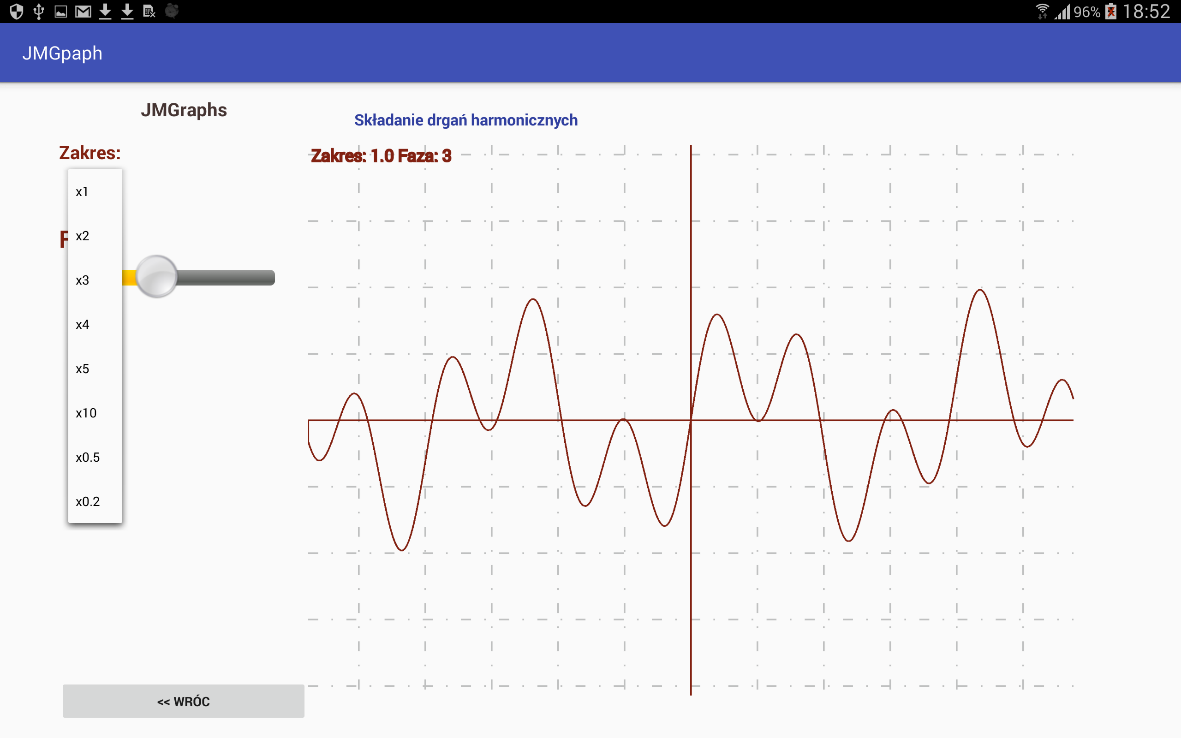 96% 18:52
JMGpaph
JMGraphs
Składanie drgań harmonicznych
Zakres:
Zakres: 1.0 Faza: 3
x1
x2
x3
x4
x5
x10
x0.5
x0.2
<< WRÓC